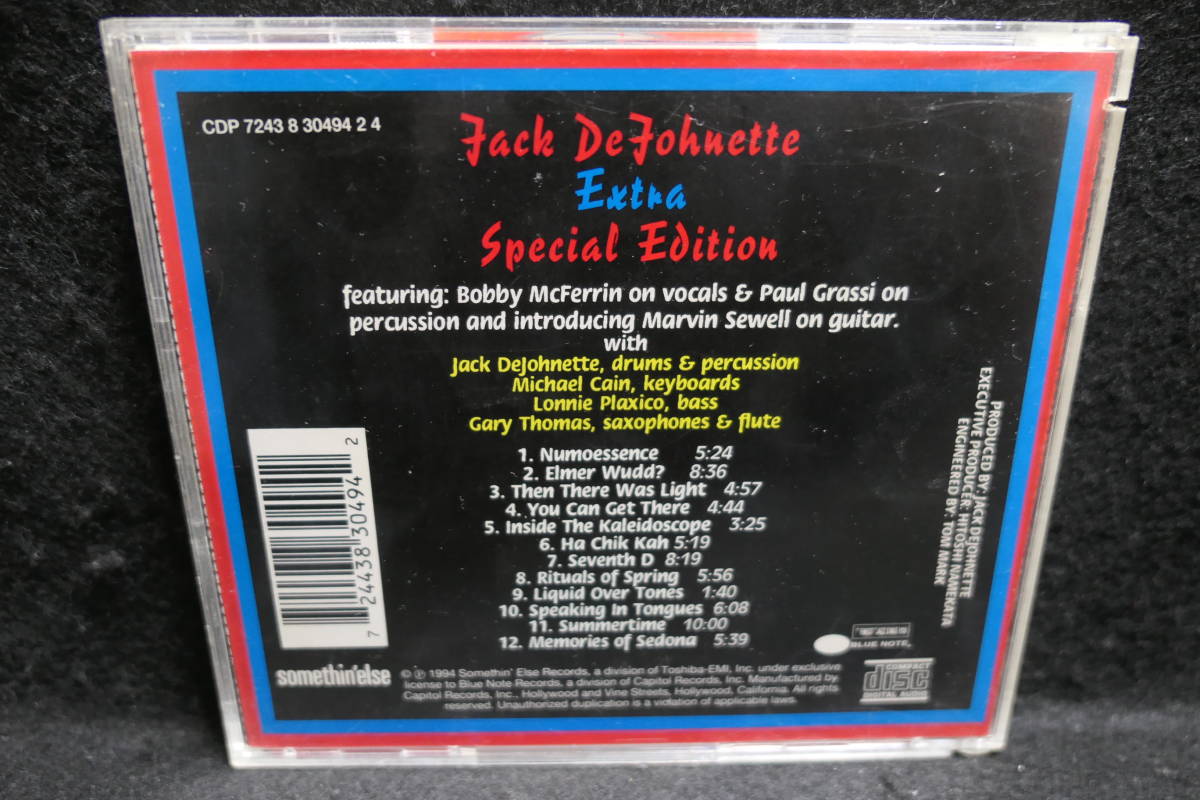 CDP 7243 8 30494 2 4
Jack DeJohnette
Extra
Special Edition
featuring: Bobby McFerrin on vocals & Paul Grassi on
percussion and introducing Marvin Sewell on guitar.
with
Jack DeJohnette, drums & percussion
Michael Cain, keyboards
Lonnie Plaxico, bass
Gary Thomas, saxophones & flute
1. Numoessence 5:24
2. Elmer Wudd? 8:36
3. Then There Was Light 4:57
4. You Can Get There 4:44
5. Inside The Kaleidoscope 3:25
6. Ha Chik Kah 5:19
7. Seventh D 8:19
8. Rituals of Spring 5:56
9. Liquid Over Tones 1:40
10. Speaking In Tongues 6:08
11. Summertime 10:00
12. Memories of Sedona 5:39
PRODUCED BY: JACK DEJOHNETTE
EXECUTIVE PRODUCER: HITOSHI NAMEKATA
ENGINEERED BY: TOM MARK
7 24438 30494 2
somethin'else
© ℗ 1994 Somethin' Else Records, a division of Toshiba-EMI, Inc. under exclusive
license to Blue Note Records, a division of Capitol Records, Inc. Manufactured by
Capitol Records, Inc., Hollywood and Vine Streets, Hollywood, California. All rights
reserved. Unauthorized duplication is a violation of applicable laws.
BLUE NOTE
COMPACT
disc
DIGITAL AUDIO